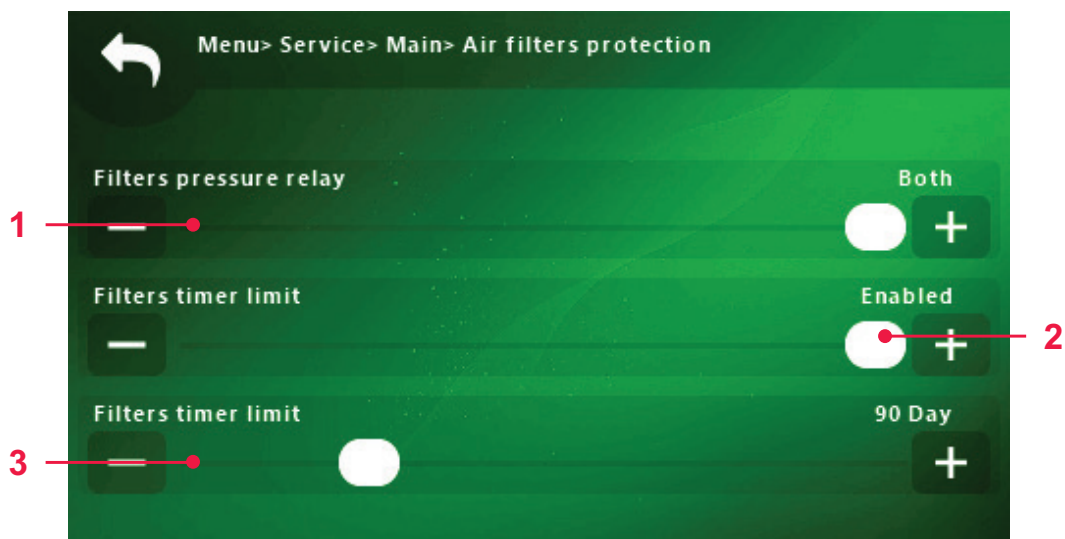 Menu> Service> Main> Air filters protection
Filters pressure relay Both
1 − +
Filters timer limit Enabled
− + 2
Filters timer limit 90 Day
3 − +